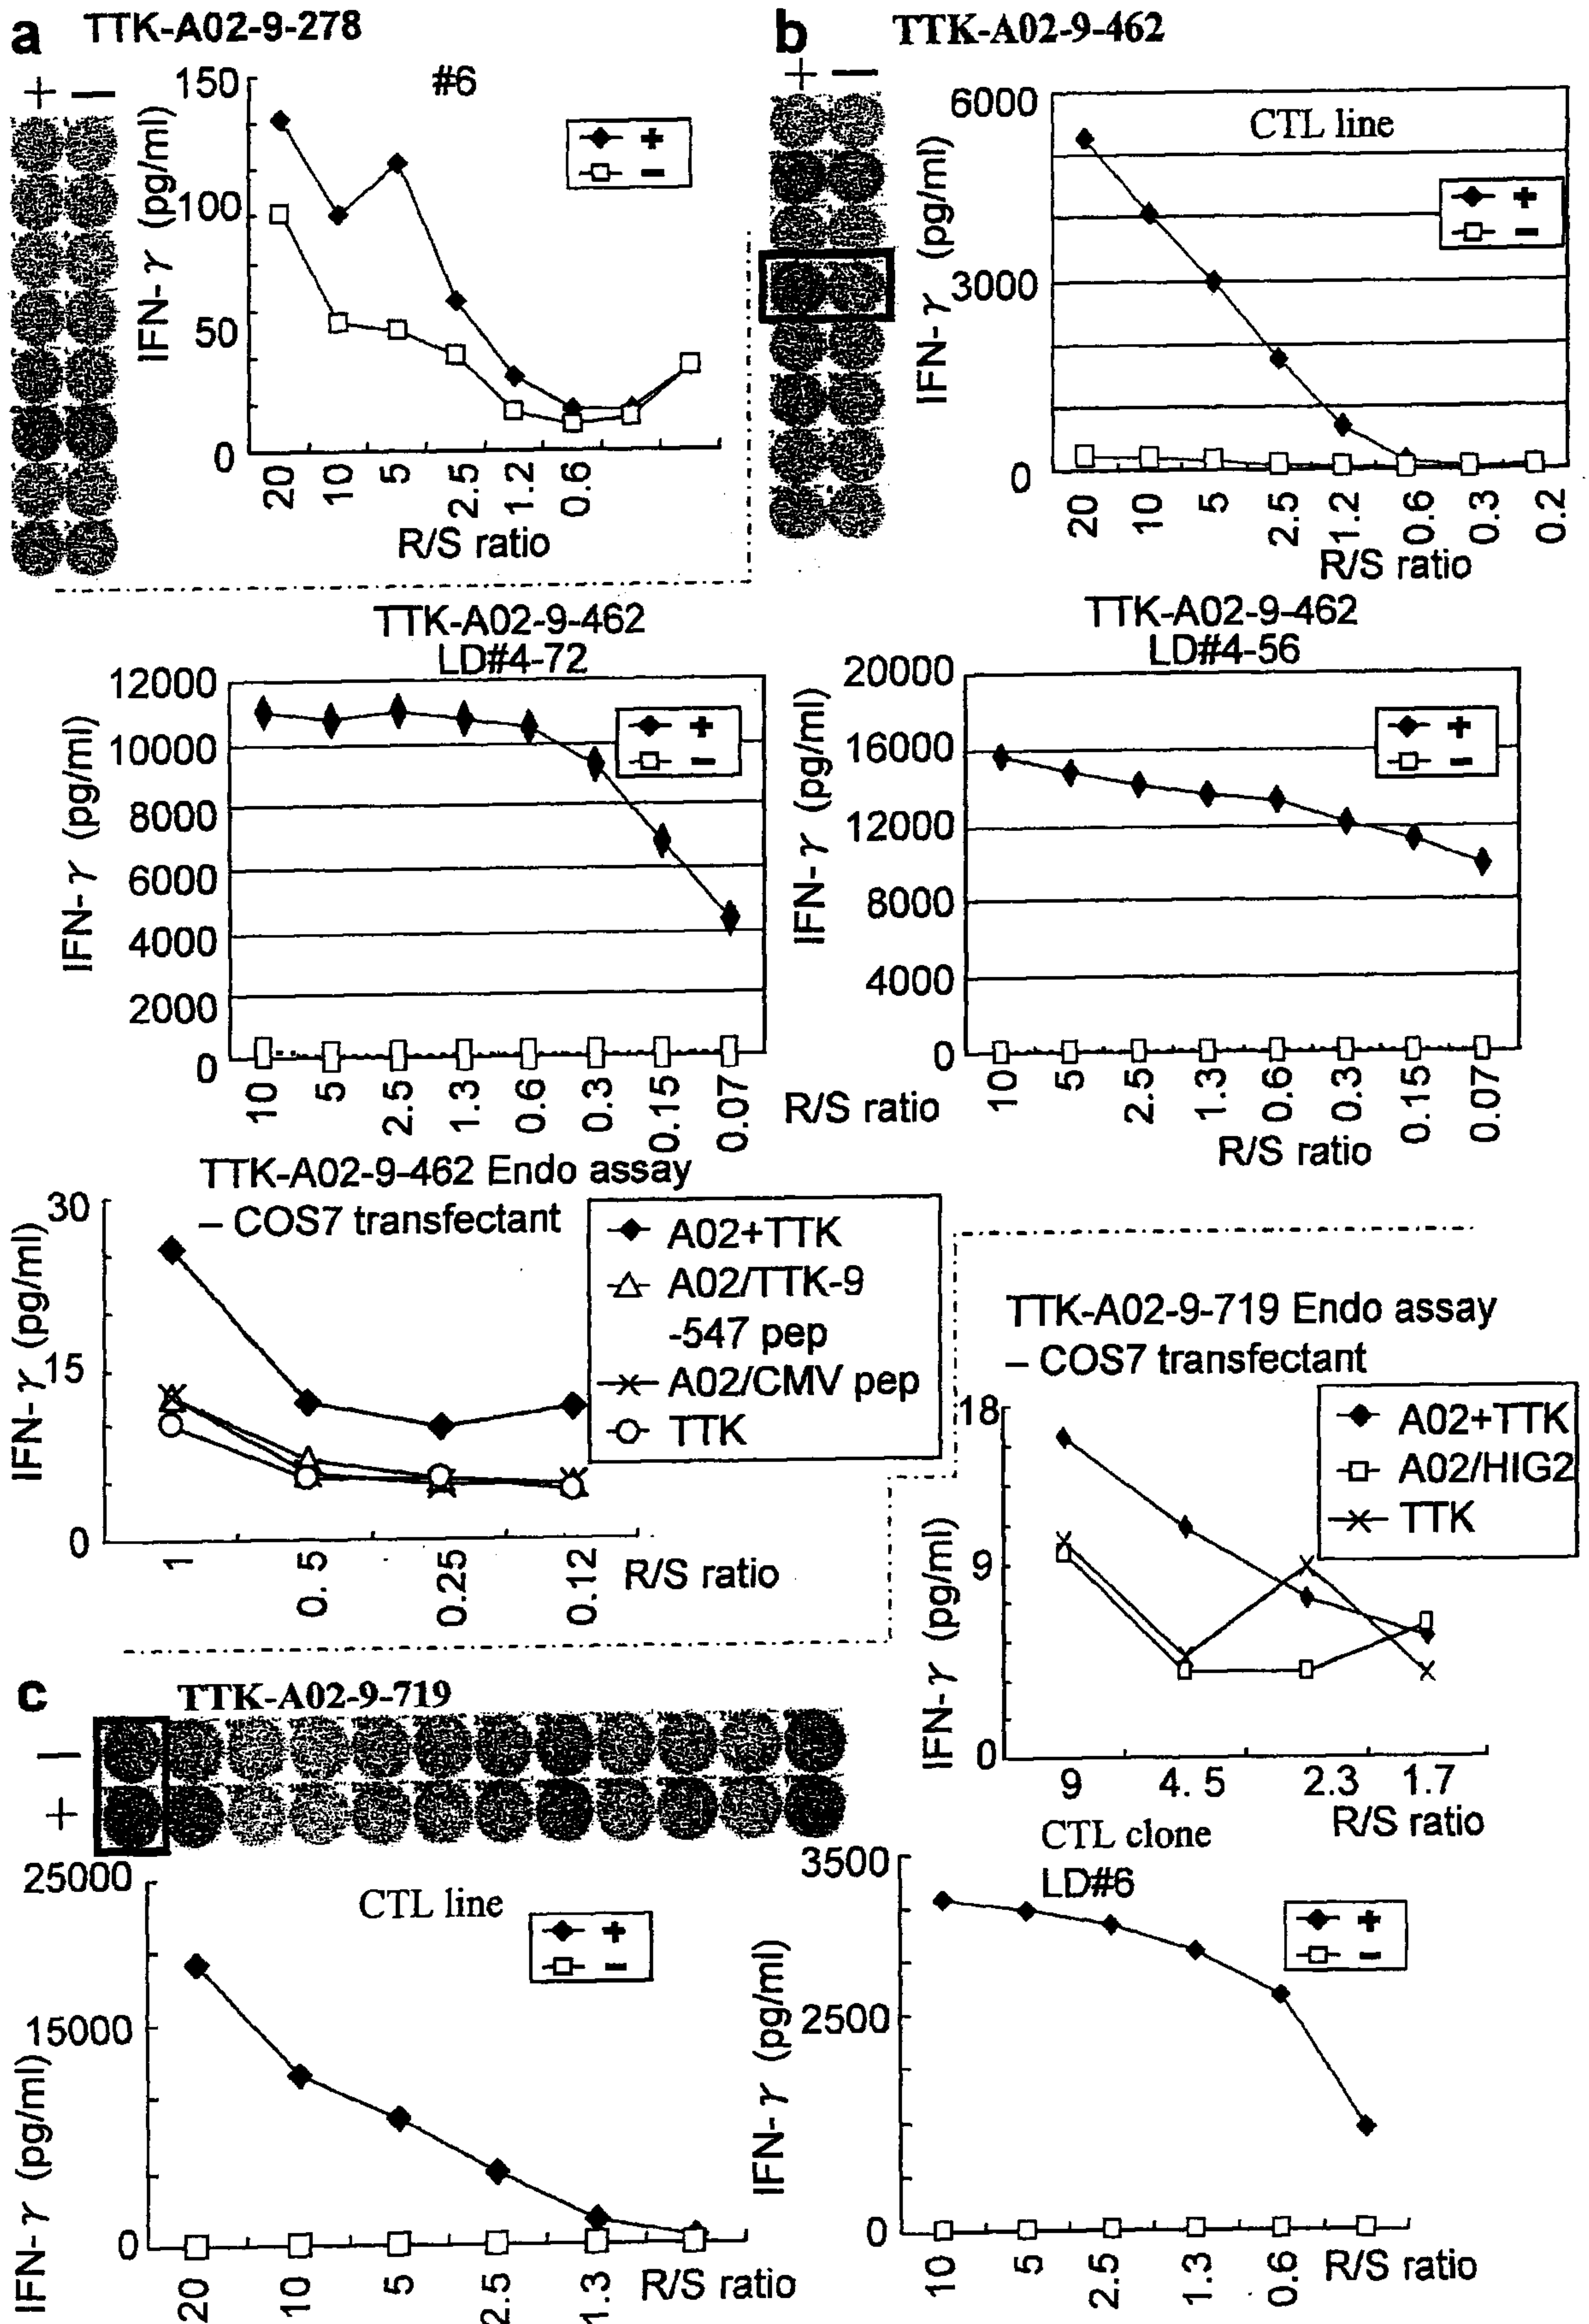 a TTK-A02-9-278
+ −
#6
150
100
50
0
IFN-γ (pg/ml)
+
−
20 10 5 2.5 1.2 0.6
R/S ratio
b TTK-A02-9-462
+ −
CTL line
6000
3000
0
IFN-γ (pg/ml)
+
−
20 10 5 2.5 1.2 0.6 0.3 0.2
R/S ratio
TTK-A02-9-462
LD#4-72
12000
10000
8000
6000
4000
2000
0
IFN-γ (pg/ml)
+
−
10 5 2.5 1.3 0.6 0.3 0.15 0.07
R/S ratio
TTK-A02-9-462
LD#4-56
20000
16000
12000
8000
4000
0
IFN-γ (pg/ml)
+
−
10 5 2.5 1.3 0.6 0.3 0.15 0.07
R/S ratio
TTK-A02-9-462 Endo assay
– COS7 transfectant
30
15
0
IFN-γ (pg/ml)
A02+TTK
A02/TTK-9
-547 pep
A02/CMV pep
TTK
1 0.5 0.25 0.12
R/S ratio
TTK-A02-9-719 Endo assay
– COS7 transfectant
18
9
0
IFN-γ (pg/ml)
A02+TTK
A02/HIG2
TTK
9 4.5 2.3 1.7
R/S ratio
c TTK-A02-9-719
−
+
CTL line
25000
15000
0
IFN-γ (pg/ml)
+
−
20 10 5 2.5 1.3
R/S ratio
CTL clone
LD#6
3500
2500
0
IFN-γ (pg/ml)
+
−
10 5 2.5 1.3 0.6
R/S ratio